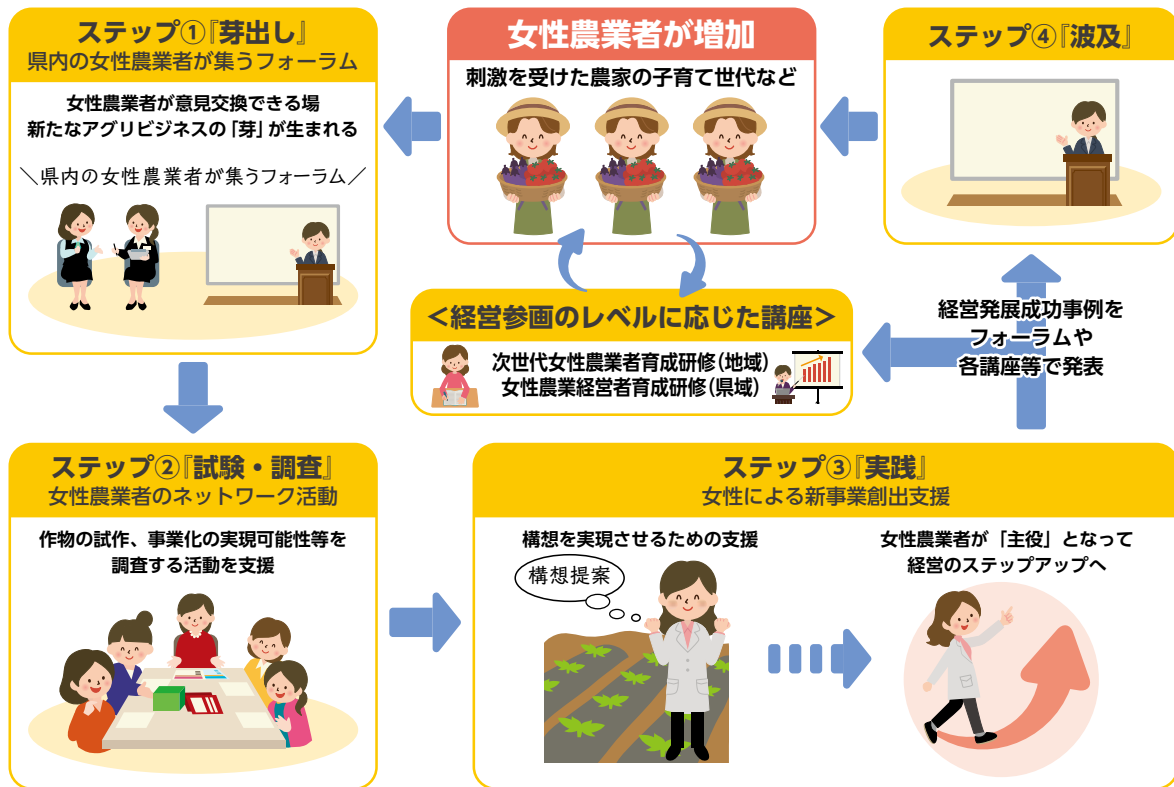 ステップ①『芽出し』
県内の女性農業者が集うフォーラム
女性農業者が意見交換できる場
新たなアグリビジネスの「芽」が生まれる
＼県内の女性農業者が集うフォーラム／
女性農業者が増加
刺激を受けた農家の子育て世代など
ステップ④『波及』
＜経営参画のレベルに応じた講座＞
次世代女性農業者育成研修（地域）
女性農業経営者育成研修（県域）
経営発展成功事例を
フォーラムや
各講座等で発表
ステップ②『試験・調査』
女性農業者のネットワーク活動
作物の試作、事業化の実現可能性等を
調査する活動を支援
ステップ③『実践』
女性による新事業創出支援
構想を実現させるための支援
構想提案
女性農業者が「主役」となって
経営のステップアップへ